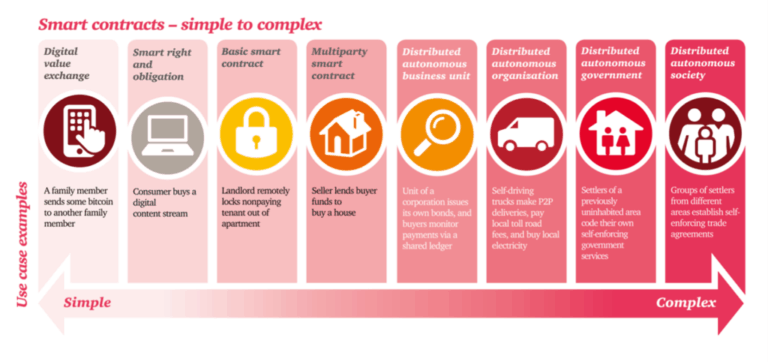 Smart contracts – simple to complex
Digital
value
exchange
Smart right
and
obligation
Basic smart
contract
Multiparty
smart
contract
Distributed
autonomous
business unit
Distributed
autonomous
organisation
Distributed
autonomous
government
Distributed
autonomous
society
Use case examples
A family member
sends some bitcoin
to another family
member
Consumer buys a
digital
content stream
Landlord remotely
locks nonpaying
tenant out of
apartment
Seller lends buyer
funds to
buy a house
Unit of a
corporation issues
its own bonds, and
buyers monitor
payments via a
shared ledger
Self-driving
trucks make P2P
deliveries, pay
local toll road
fees, and buy local
electricity
Settlers of a
previously
uninhabited area
code their own
self-enforcing
government
services
Groups of settlers
from different
areas establish self-
enforcing trade
agreements
Simple
Complex